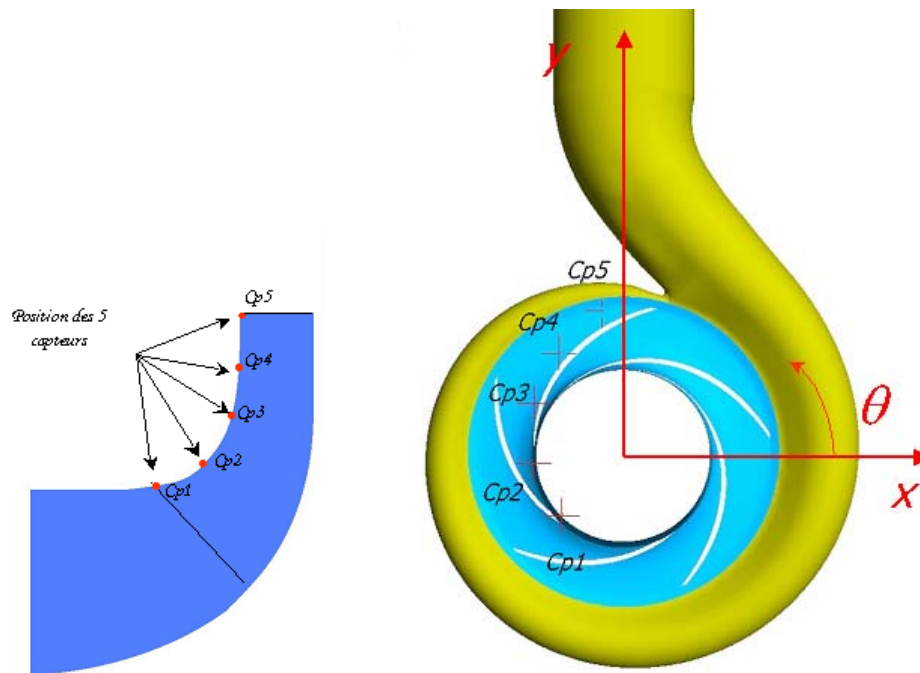 Position des 5
capteurs
Cp5
Cp4
Cp3
Cp2
Cp1
y
Cp5
Cp4
Cp3
Cp2
Cp1
θ
x